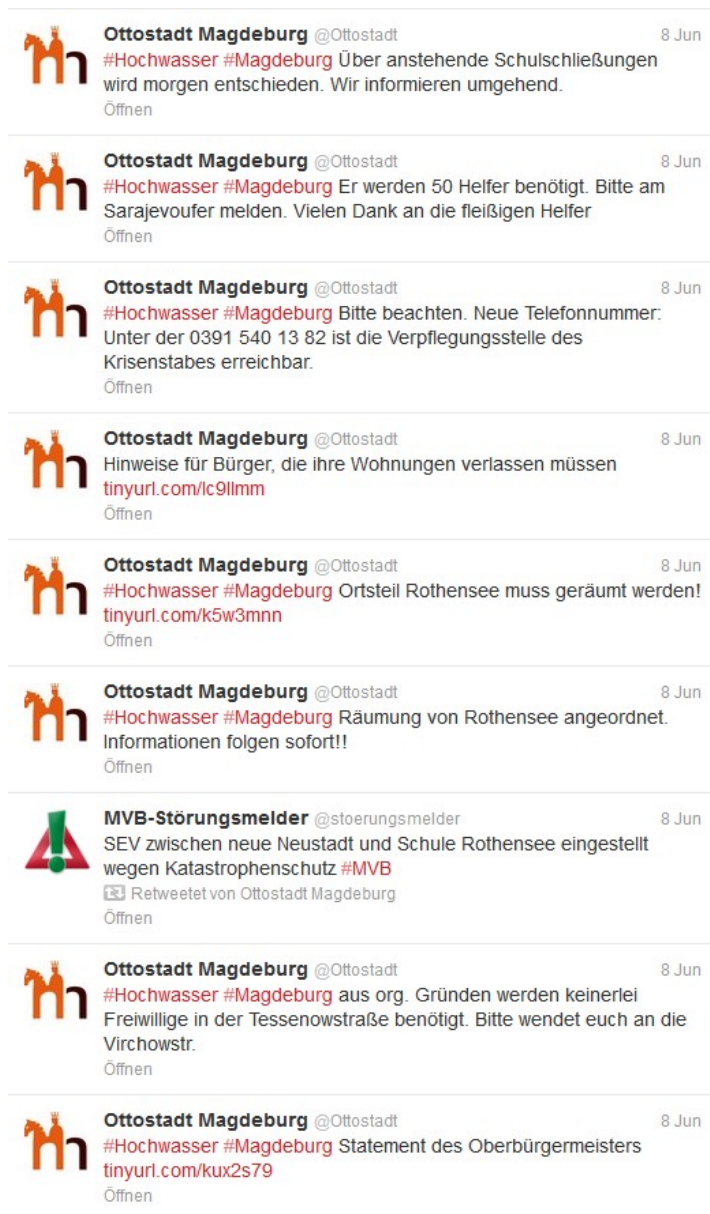 Ottostadt Magdeburg @Ottostadt 8 Jun
#Hochwasser #Magdeburg Über anstehende Schulschließungen
wird morgen entschieden. Wir informieren umgehend.
Öffnen
Ottostadt Magdeburg @Ottostadt 8 Jun
#Hochwasser #Magdeburg Er werden 50 Helfer benötigt. Bitte am
Sarajevoufer melden. Vielen Dank an die fleißigen Helfer
Öffnen
Ottostadt Magdeburg @Ottostadt 8 Jun
#Hochwasser #Magdeburg Bitte beachten. Neue Telefonnummer:
Unter der 0391 540 13 82 ist die Verpflegungsstelle des
Krisenstabes erreichbar.
Öffnen
Ottostadt Magdeburg @Ottostadt 8 Jun
Hinweise für Bürger, die ihre Wohnungen verlassen müssen
tinyurl.com/lc9llmm
Öffnen
Ottostadt Magdeburg @Ottostadt 8 Jun
#Hochwasser #Magdeburg Ortsteil Rothensee muss geräumt werden!
tinyurl.com/k5w3mnn
Öffnen
Ottostadt Magdeburg @Ottostadt 8 Jun
#Hochwasser #Magdeburg Räumung von Rothensee angeordnet.
Informationen folgen sofort!!
Öffnen
MVB-Störungsmelder @stoerungsmelder 8 Jun
SEV zwischen neue Neustadt und Schule Rothensee eingestellt
wegen Katastrophenschutz #MVB
Retweetet von Ottostadt Magdeburg
Öffnen
Ottostadt Magdeburg @Ottostadt 8 Jun
#Hochwasser #Magdeburg aus org. Gründen werden keinerlei
Freiwillige in der Tessenowstraße benötigt. Bitte wendet euch an die
Virchowstr.
Öffnen
Ottostadt Magdeburg @Ottostadt 8 Jun
#Hochwasser #Magdeburg Statement des Oberbürgermeisters
tinyurl.com/kux2s79
Öffnen